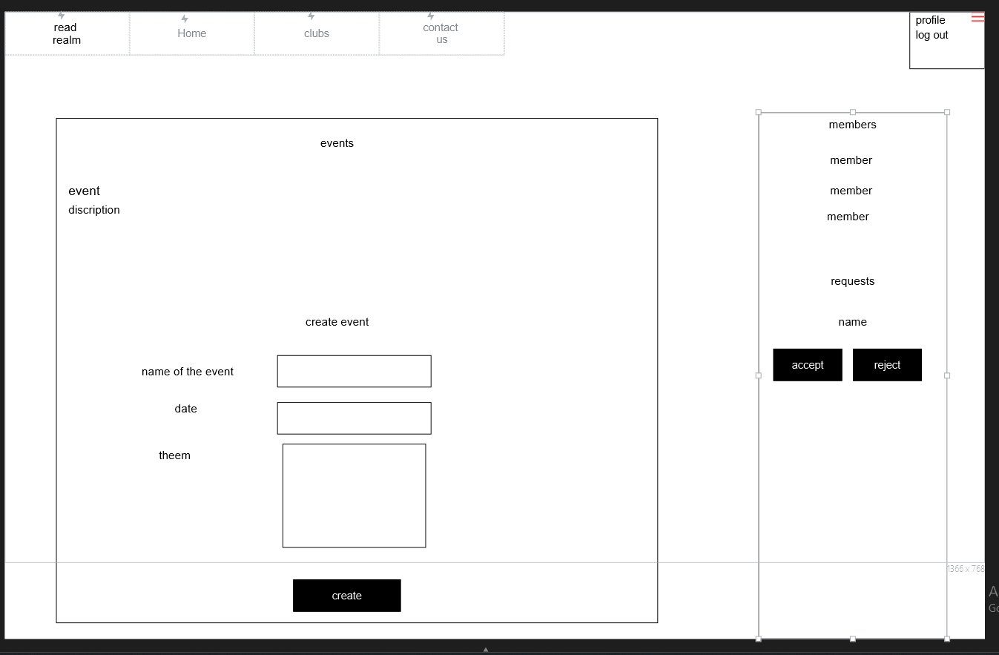 read
realm
Home
clubs
contact
us
profile
log out
events
event
discription
create event
name of the event
date
theem
create
members
member
member
member
requests
name
accept
reject
1366 x 768